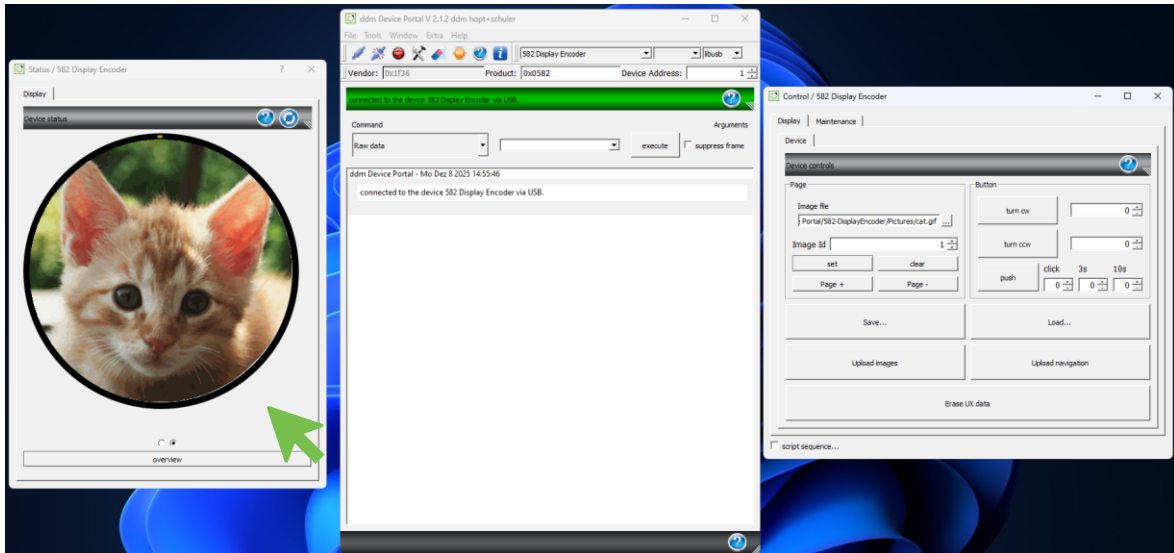 Status / 582 Display Encoder
Display
Device status
overview
ddm Device Portal V 2.1.2 ddm hopt+schuler
File Tools Window Extra Help
582 Display Encoder
libusb
Vendor: 0x1f36 Product: 0x0582 Device Address: 1
connected to the device 582 Display Encoder via USB.
Command Arguments
Raw data execute suppress frame
ddm Device Portal - Mo Dez 8 2025 14:55:46
connected to the device 582 Display Encoder via USB.
Control / 582 Display Encoder
Display Maintenance
Device
Device controls
Page
Image file
Portal/582-DisplayEncoder/Pictures/cat.gif ...
Image Id 1
set clear
Page + Page -
Button
turn cw 0
turn ccw 0
click 3s 10s
push 0 0 0
Save... Load...
Upload images Upload navigation
Erase UX data
script sequence...